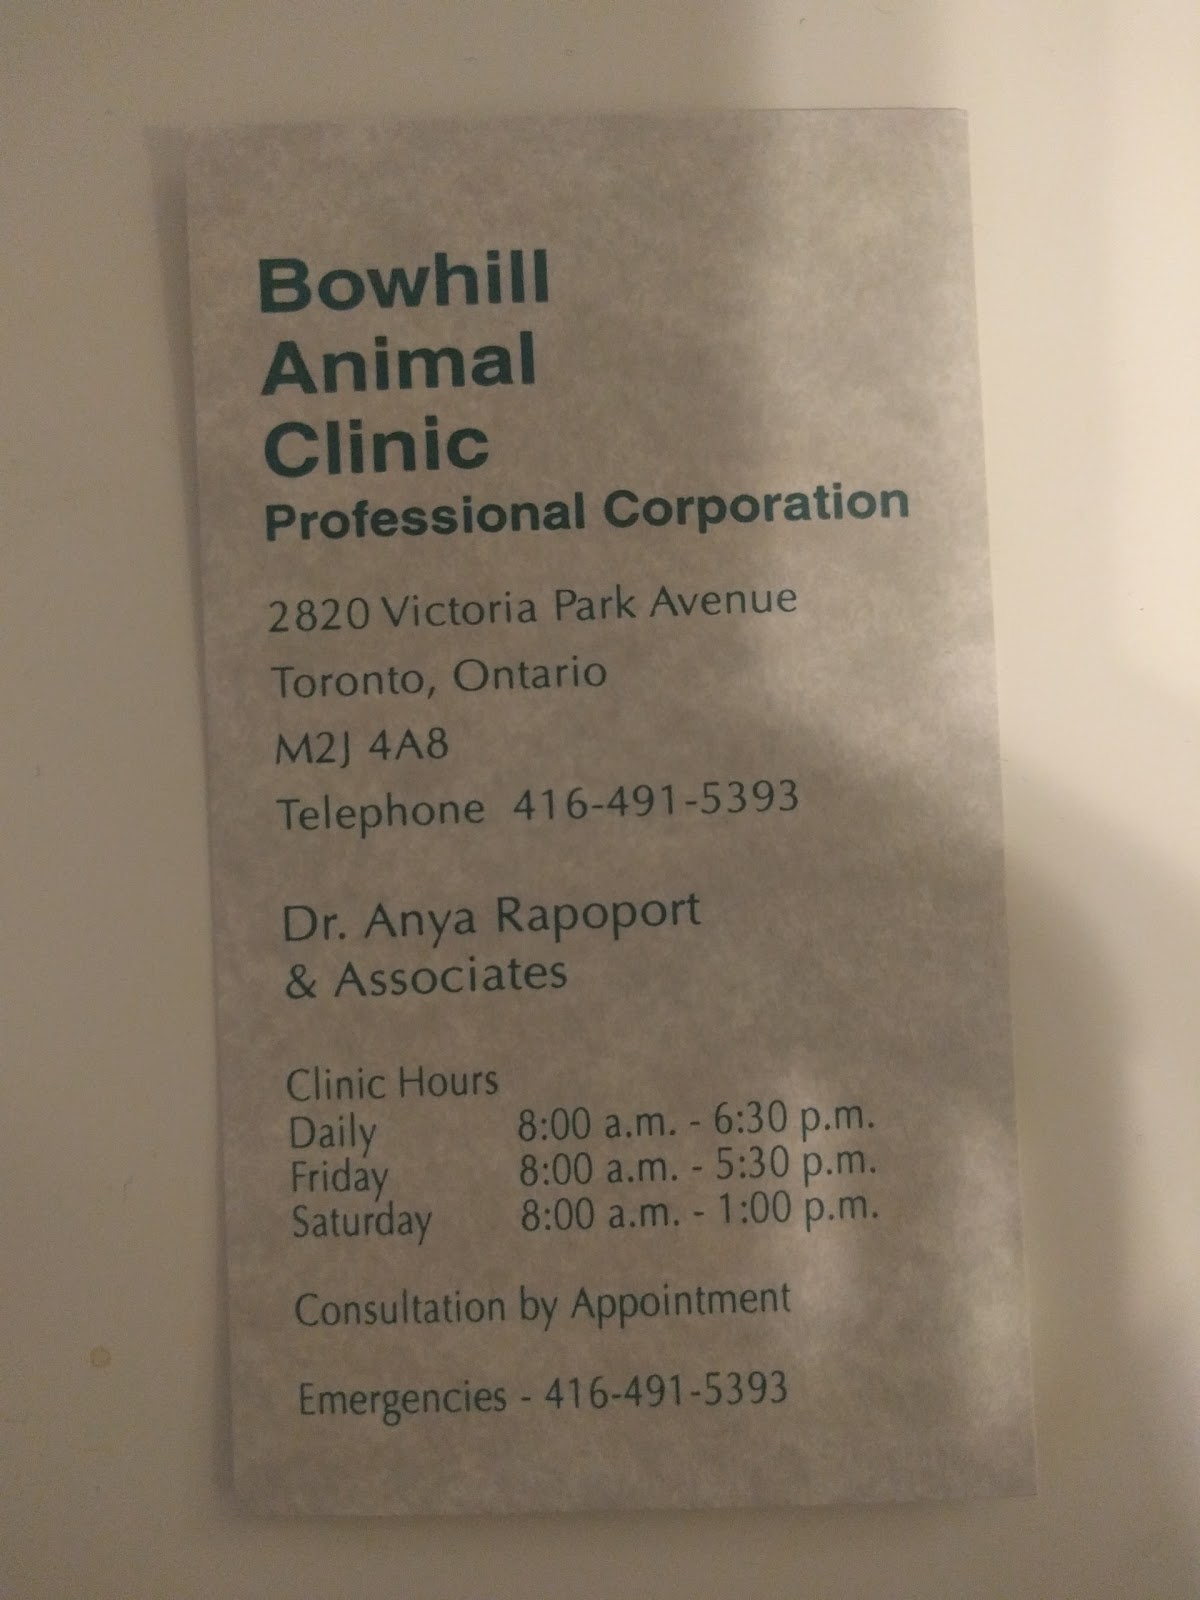 Bowhill
Animal
Clinic
Professional Corporation
2820 Victoria Park Avenue
Toronto, Ontario
M2J 4A8
Telephone 416-491-5393
Dr. Anya Rapoport
& Associates
Clinic Hours
Daily 8:00 a.m. - 6:30 p.m.
Friday 8:00 a.m. - 5:30 p.m.
Saturday 8:00 a.m. - 1:00 p.m.
Consultation by Appointment
Emergencies - 416-491-5393